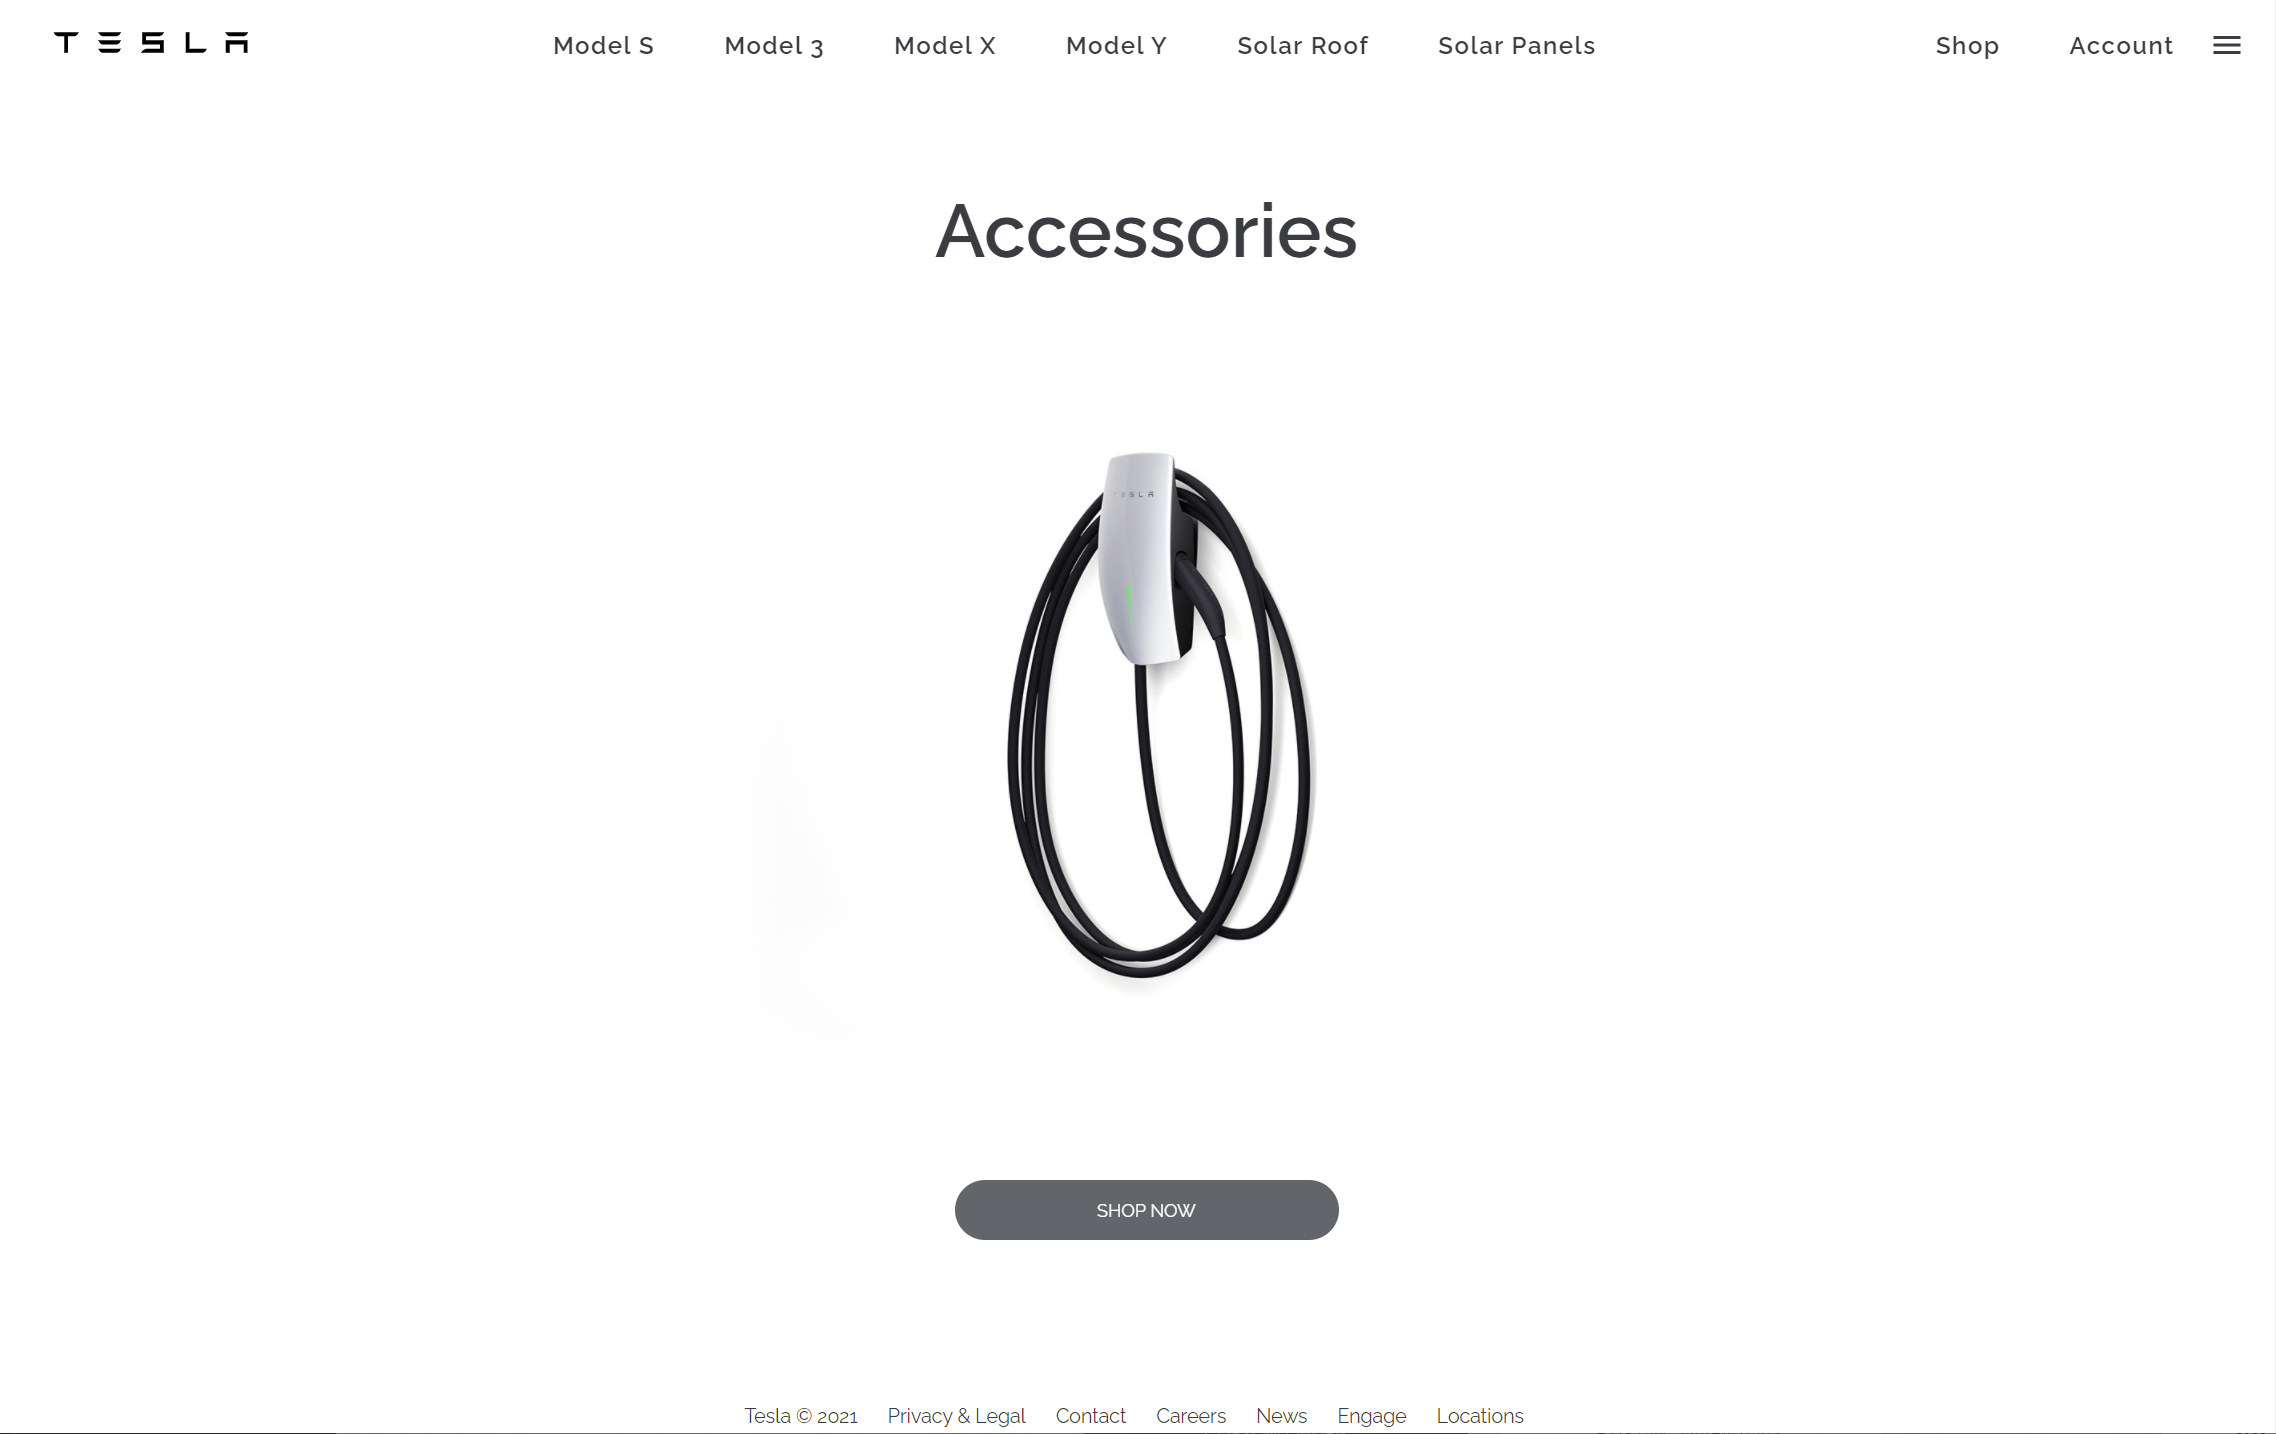 TESLA Model S Model 3 Model X Model Y Solar Roof Solar Panels Shop Account
Accessories
TESLA
SHOP NOW
Tesla © 2021 Privacy & Legal Contact Careers News Engage Locations